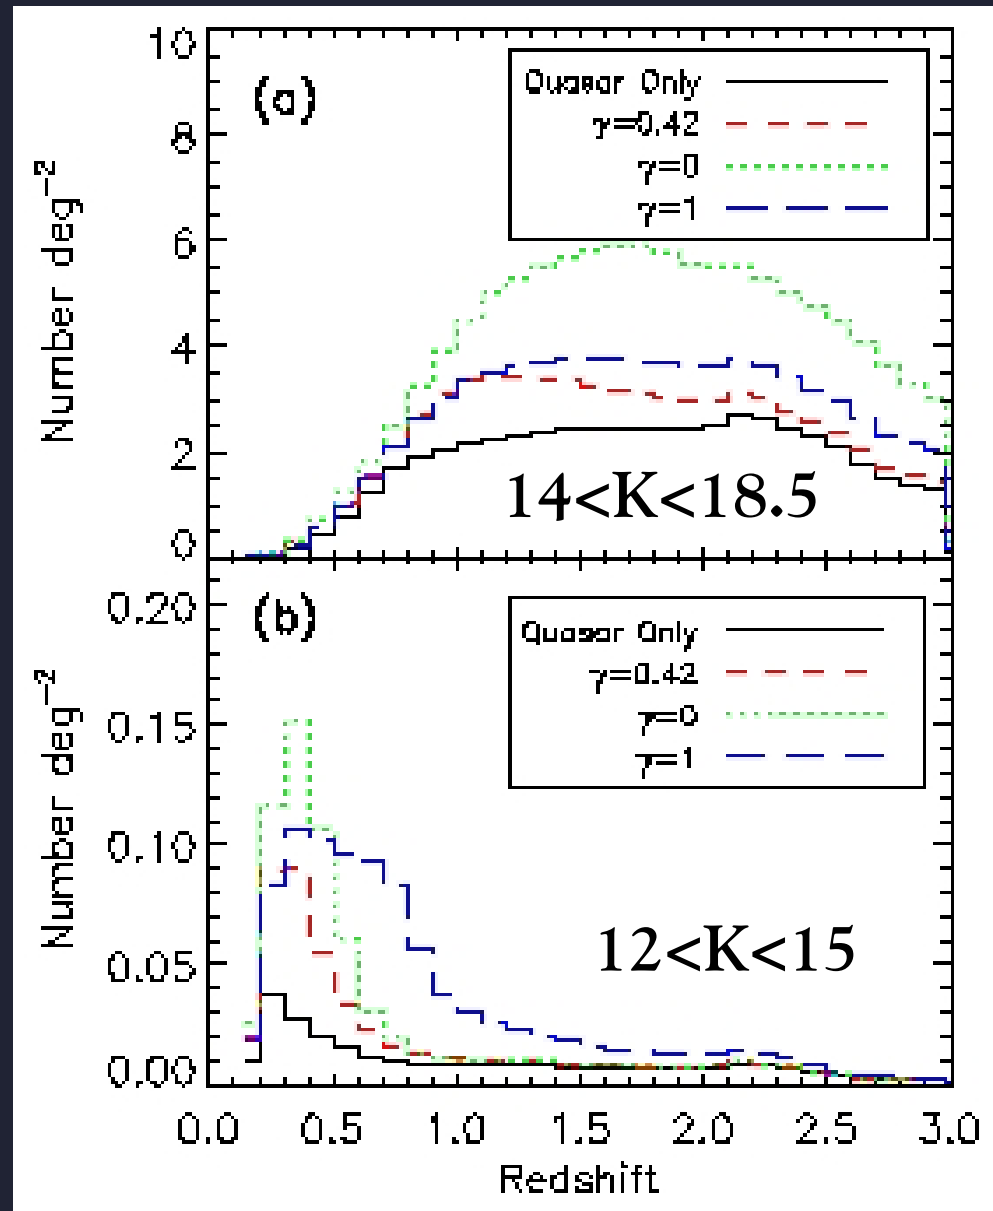 10
(a)
Quasar Only
γ=0.42
γ=0
γ=1
8
6
4
2
0
Number deg⁻²
14<K<18.5
0.20
(b)
Quasar Only
γ=0.42
γ=0
γ=1
0.15
0.10
0.05
0.00
Number deg⁻²
12<K<15
0.0 0.5 1.0 1.5 2.0 2.5 3.0
Redshift